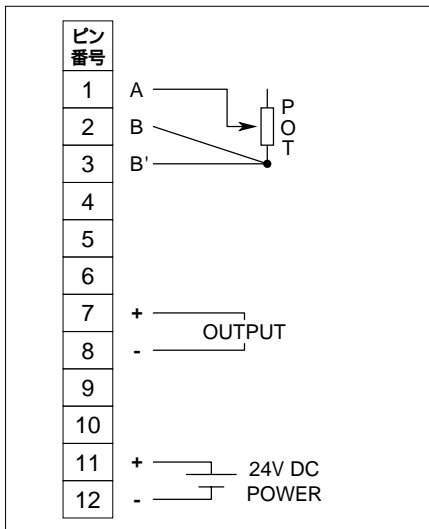 ピン
番号
1 A
2 B
3 B'
POT
4
5
6
7 +
8 -
OUTPUT
9
10
11 +
12 -
24V DC
POWER